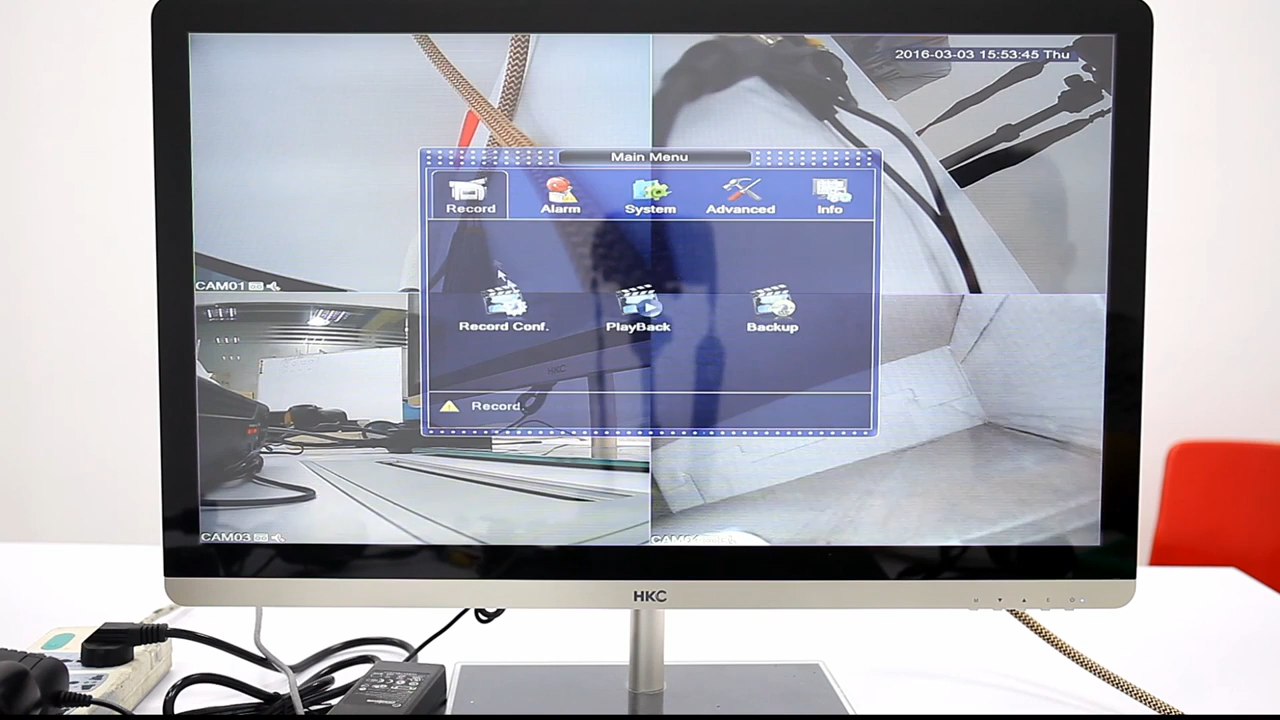 2016-03-03 15:53:45 Thu
Main Menu
Record Alarm System Advanced Info
CAM01
Record Conf. PlayBack Backup
HKC
Record.
CAM03
HKC